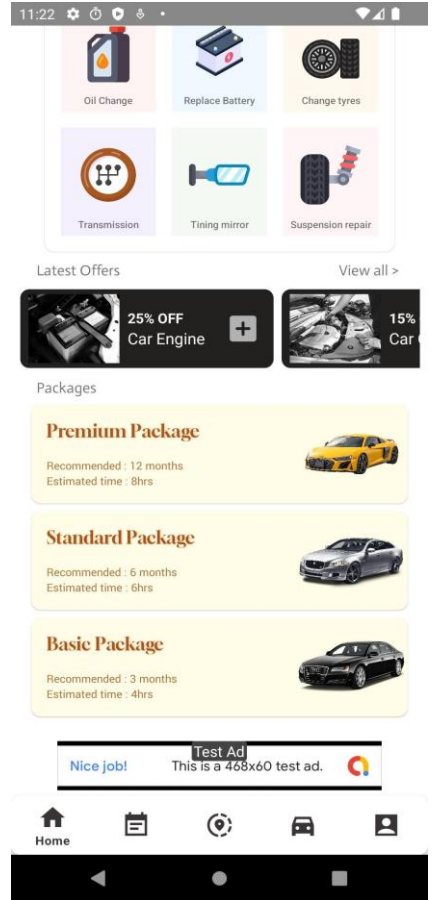 11:22
Oil Change
Replace Battery
Change tyres
Transmission
Tining mirror
Suspension repair
Latest Offers
View all >
25% OFF
Car Engine
15%
Car
Packages
Premium Package
Recommended : 12 months
Estimated time : 8hrs
Standard Package
Recommended : 6 months
Estimated time : 6hrs
Basic Package
Recommended : 3 months
Estimated time : 4hrs
Test Ad
Nice job! This is a 468x60 test ad.
Home